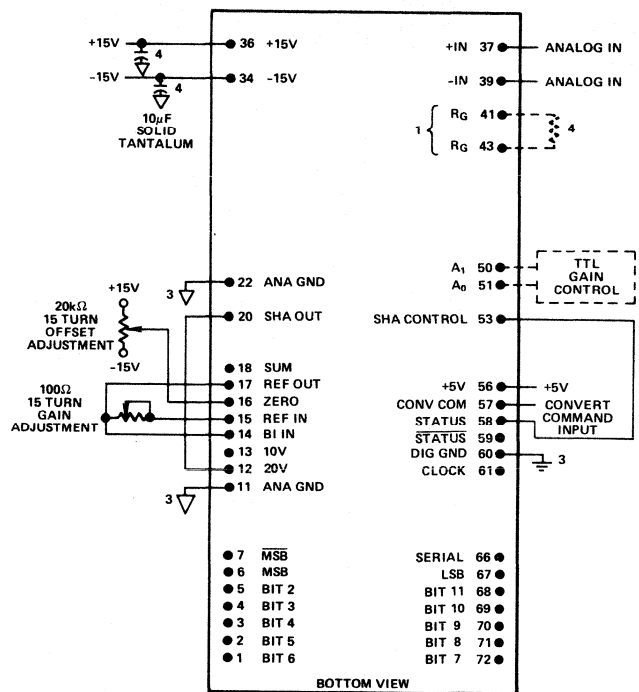 +15V 4 36 +15V
+IN 37 ANALOG IN
-15V 4 34 -15V
-IN 39 ANALOG IN
10μF
SOLID
TANTALUM
1 RG 41
4
RG 43
3 22 ANA GND
20 SHA OUT
+15V
20kΩ
15 TURN
OFFSET
ADJUSTMENT
-15V
A1 50
A0 51
TTL
GAIN
CONTROL
SHA CONTROL 53
18 SUM
17 REF OUT
16 ZERO
15 REF IN
14 BI IN
13 10V
12 20V
3 11 ANA GND
100Ω
15 TURN
GAIN
ADJUSTMENT
+5V 56 +5V
CONV COM 57 CONVERT
COMMAND
INPUT
STATUS 58
STATUS 59
DIG GND 60 3
CLOCK 61
7 MSB
6 MSB
5 BIT 2
4 BIT 3
3 BIT 4
2 BIT 5
1 BIT 6
SERIAL 66
LSB 67
BIT 11 68
BIT 10 69
BIT 9 70
BIT 8 71
BIT 7 72
BOTTOM VIEW